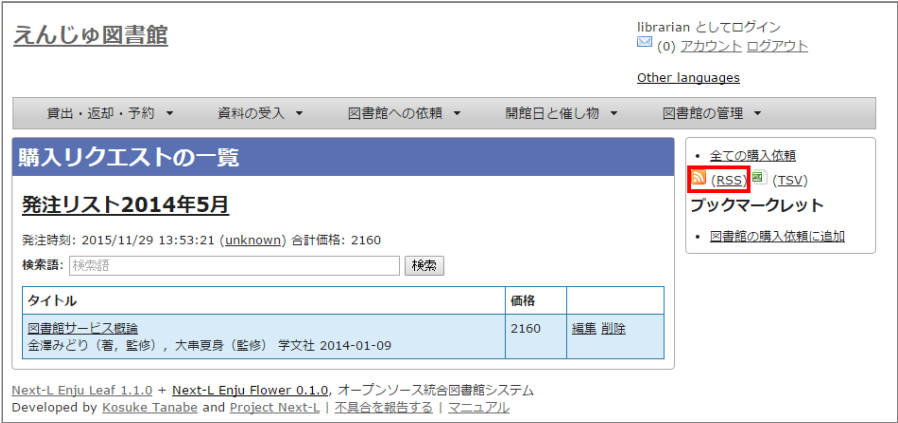 えんじゅ図書館
librarian としてログイン
(0) アカウント ログアウト
Other languages
貸出・返却・予約 ▼ 資料の受入 ▼ 図書館への依頼 ▼ 開館日と催し物 ▼ 図書館の管理 ▼
購入リクエストの一覧
発注リスト2014年5月
発注時刻: 2015/11/29 13:53:21 (unknown) 合計価格: 2160
検索語: 検索語 検索
タイトル 価格
図書館サービス概論 2160 編集 削除
金澤みどり（著, 監修）, 大串夏身（監修） 学文社 2014-01-09
• 全ての購入依頼
(RSS) (TSV)
ブックマークレット
• 図書館の購入依頼に追加
Next-L Enju Leaf 1.1.0 + Next-L Enju Flower 0.1.0, オープンソース統合図書館システム
Developed by Kosuke Tanabe and Project Next-L | 不具合を報告する | マニュアル